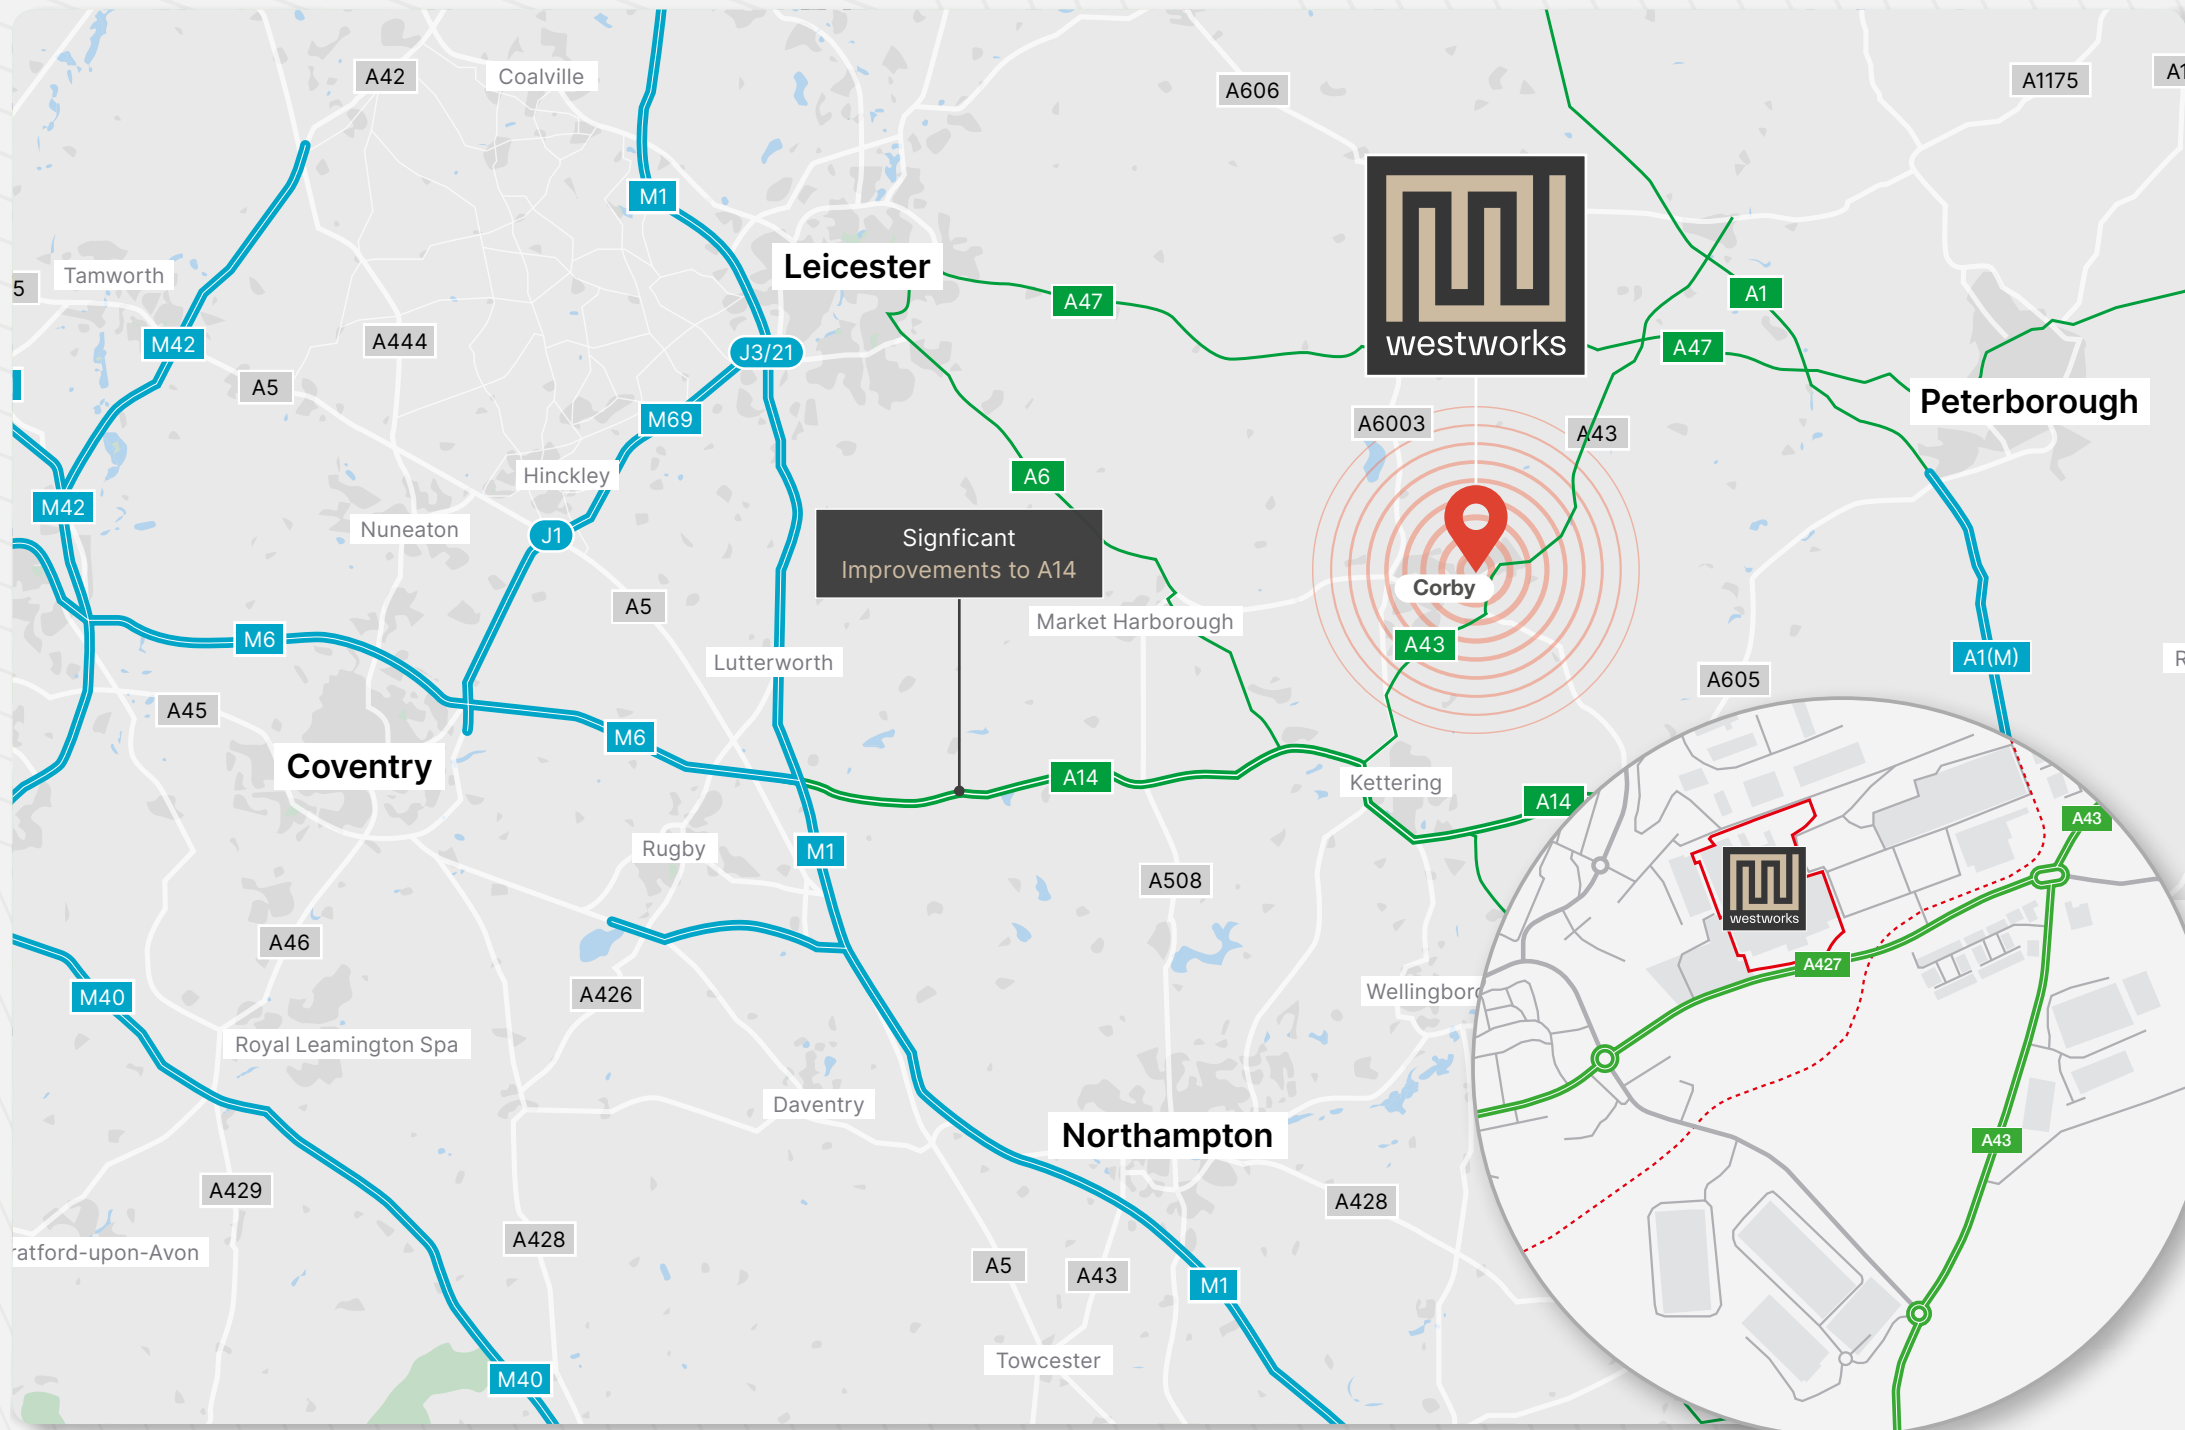 A42
Coalville
A606
A1175
A1
M1
westworks
Leicester
Tamworth
5
A47
A1
M42
A444
J3/21
A47
A5
M69
Peterborough
A6003
A43
Hinckley
A6
M42
Nuneaton
J1
Signficant
Improvements to A14
Corby
A5
Market Harborough
M6
A43
Lutterworth
A1(M)
R
A605
A45
M6
Coventry
A14
Kettering
A14
A43
Rugby
M1
A508
westworks
A46
A427
M40
A426
Wellingboro
Royal Leamington Spa
Daventry
Northampton
A43
A429
A428
A428
ratford-upon-Avon
A5
A43
M1
Towcester
M40